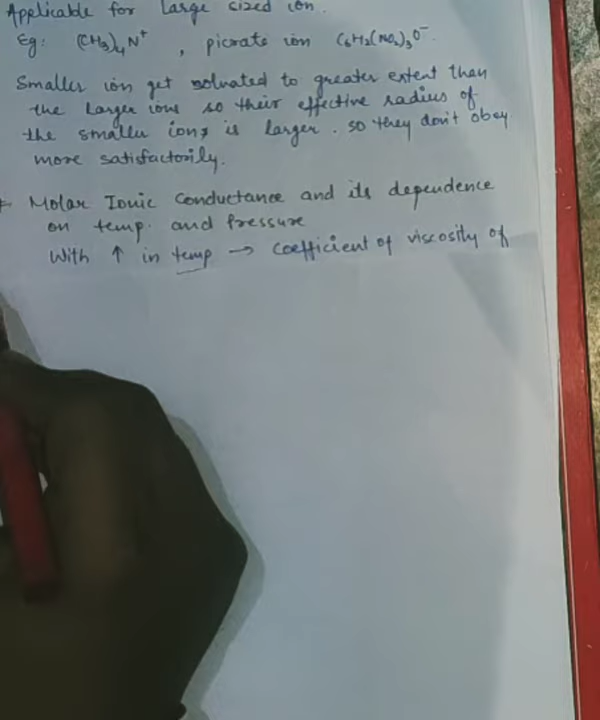 Applicable for Large sized ion.
Eg: (CH3)4N+ , picrate ion C6H2(NO2)3O-.
Smaller ion get solvated to greater extent than
the larger ions so their effective radius of
the smaller ions is larger. so they don't obey
more satisfactorily.
Molar Ionic Conductance and its dependence
on temp. and Pressure
With ↑ in temp → coefficient of viscosity of